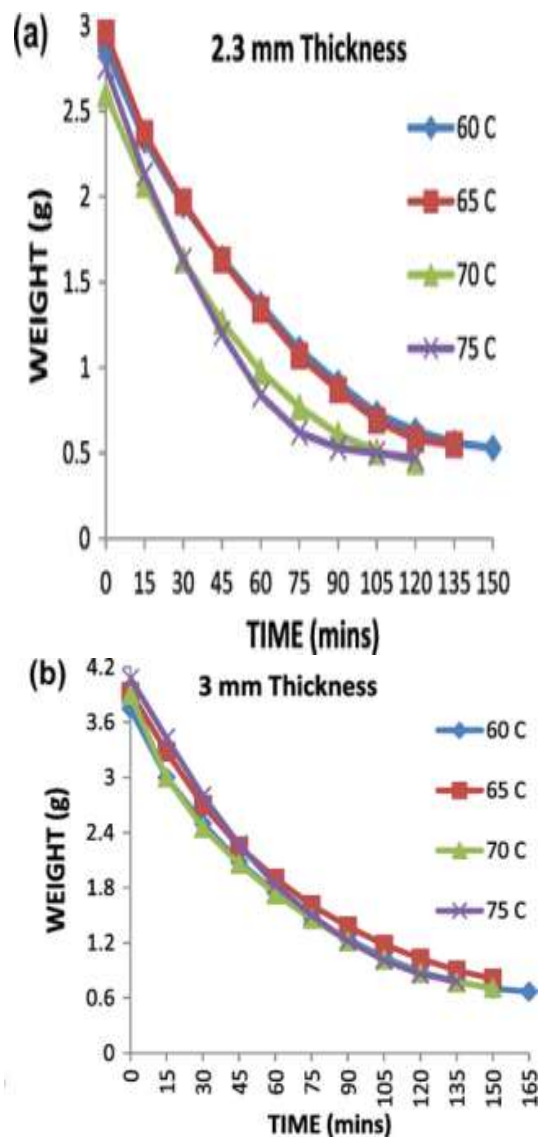 (a)
2.3 mm Thickness
3
2.5
2
1.5
1
0.5
0
WEIGHT (g)
60 C
65 C
70 C
75 C
0 15 30 45 60 75 90 105 120 135 150
TIME (mins)
(b)
3 mm Thickness
4.2
3.6
3
2.4
1.8
1.2
0.6
0
WEIGHT (g)
60 C
65 C
70 C
75 C
0 15 30 45 60 75 90 105 120 135 150 165
TIME (mins)